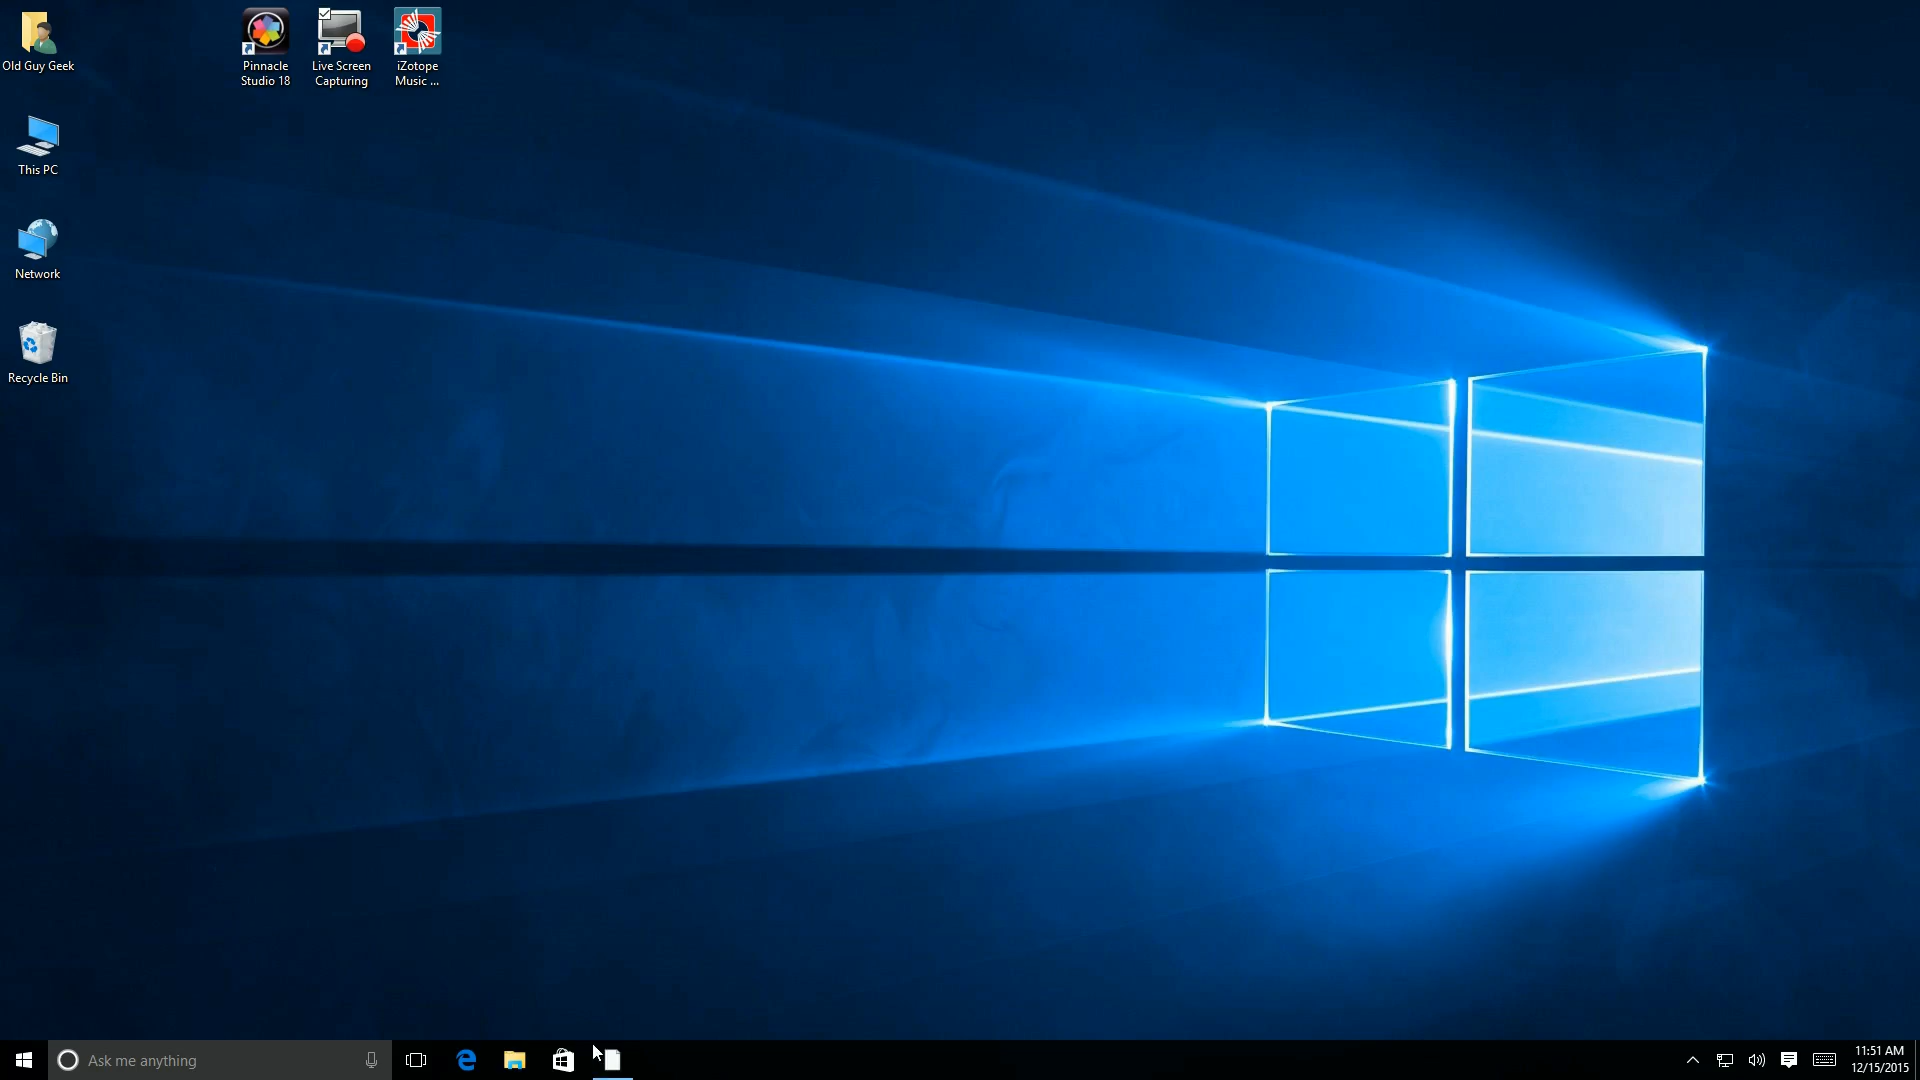 Old Guy Geek
Pinnacle
Studio 18
Live Screen
Capturing
iZotope
Music ...
This PC
Network
Recycle Bin
Ask me anything
11:51 AM
12/15/2015